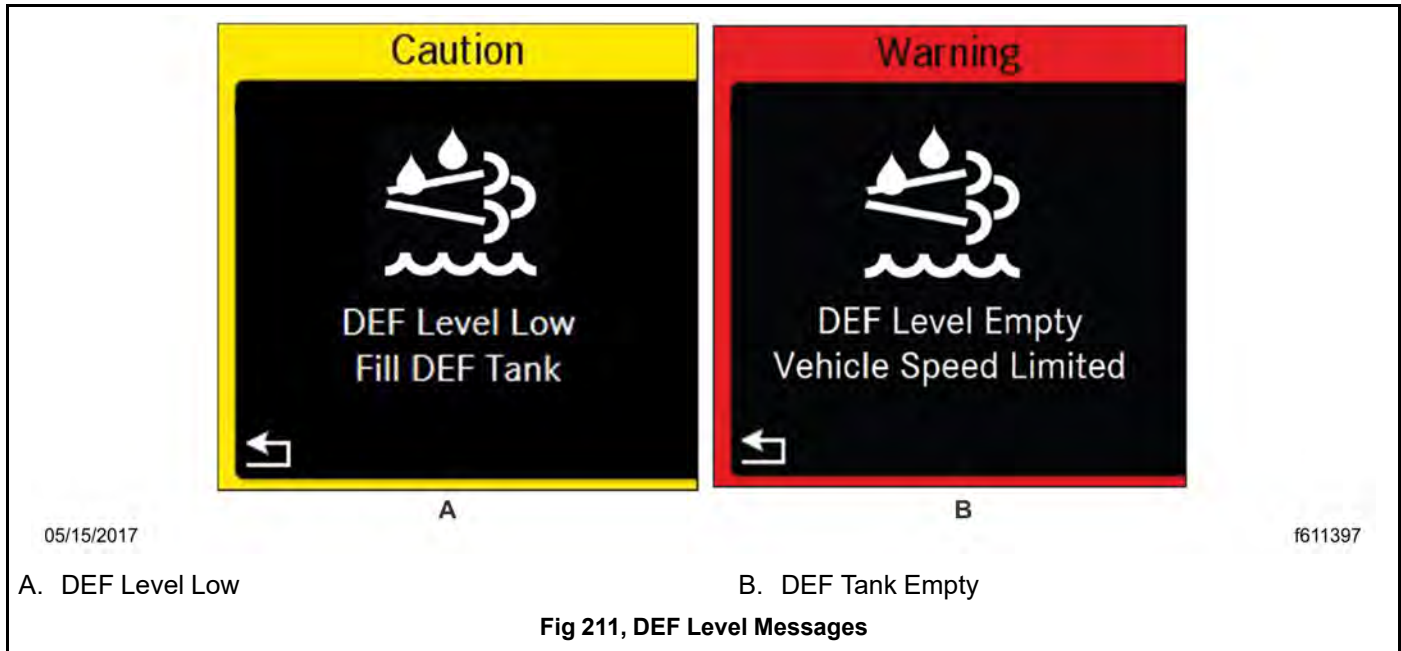 Caution
DEF Level Low
Fill DEF Tank
A
Warning
DEF Level Empty
Vehicle Speed Limited
B
05/15/2017
f611397
A. DEF Level Low
B. DEF Tank Empty
Fig 211, DEF Level Messages